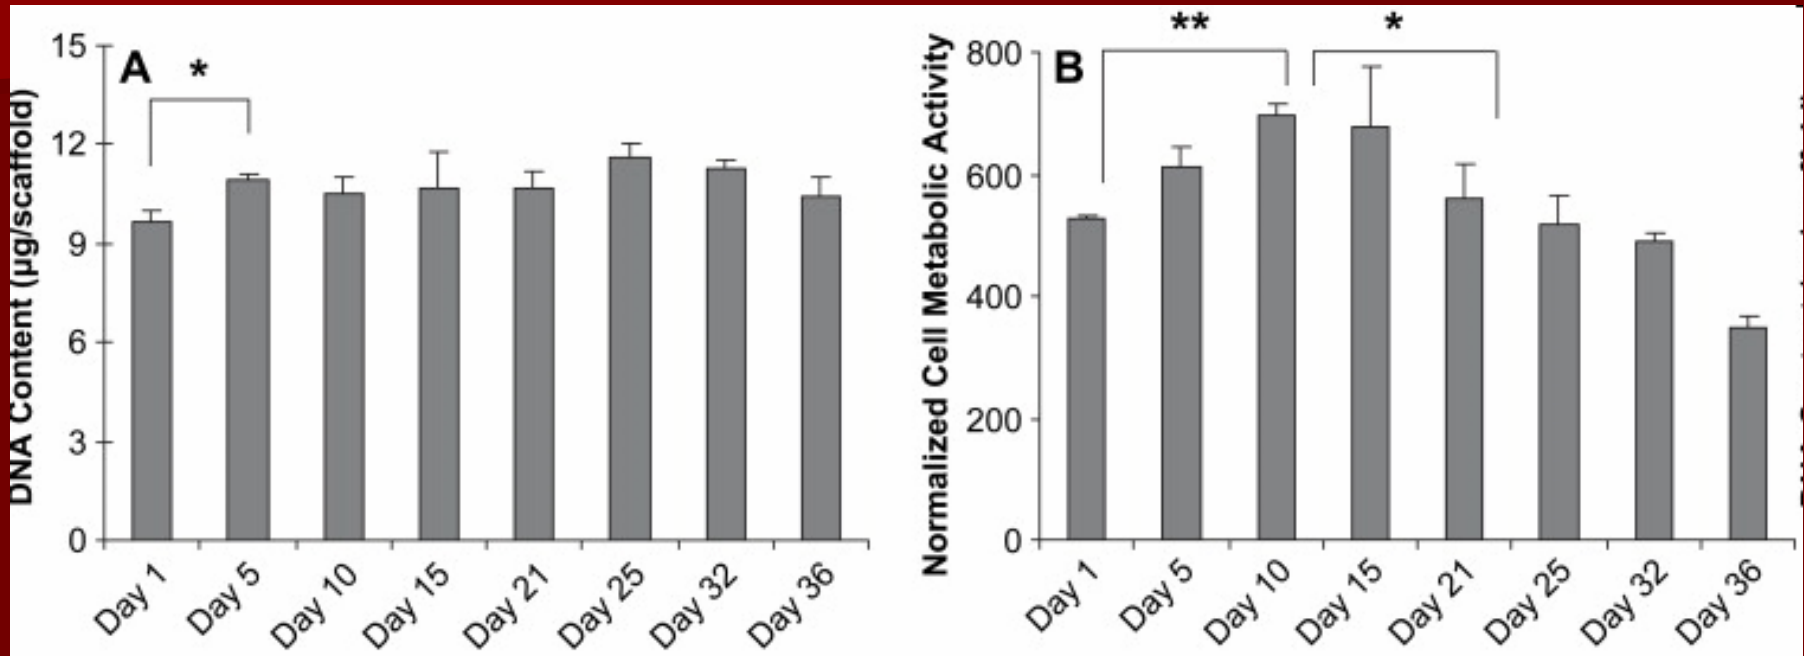 A
*
DNA Content (µg/scaffold)
15
12
9
6
3
0
Day 1
Day 5
Day 10
Day 15
Day 21
Day 25
Day 32
Day 36
B
**
*
Normalized Cell Metabolic Activity
800
600
400
200
0
Day 1
Day 5
Day 10
Day 15
Day 21
Day 25
Day 32
Day 36